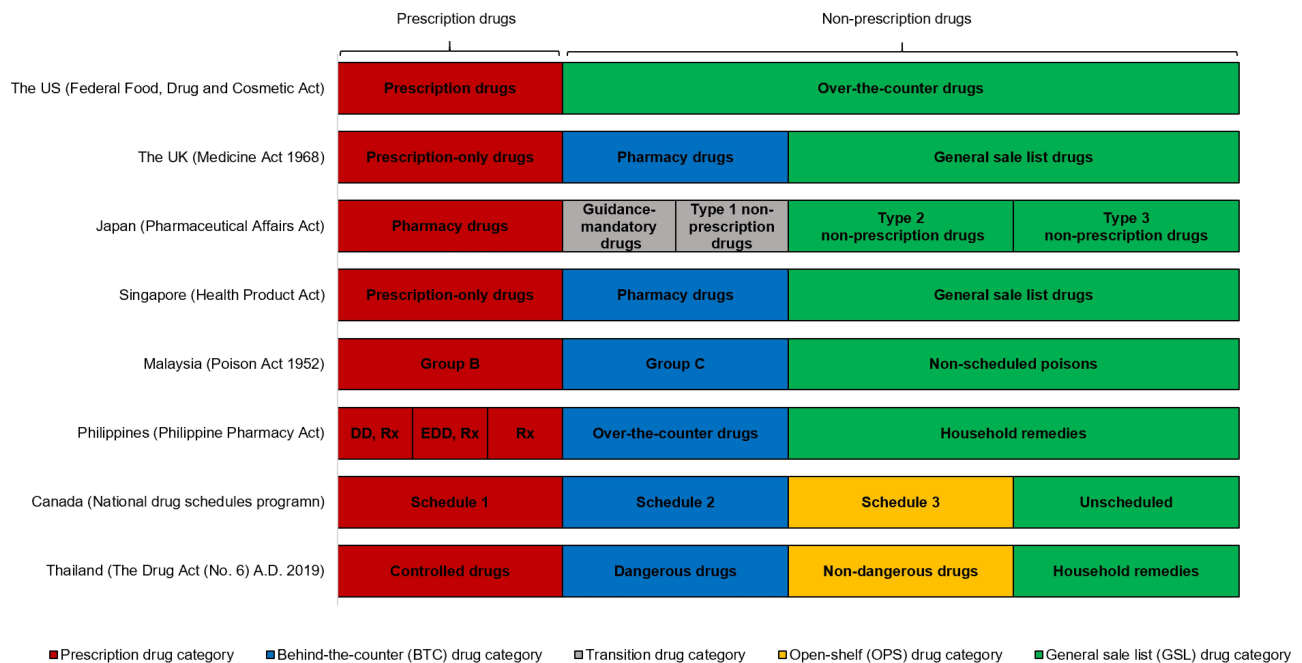 Prescription drugs
Non-prescription drugs
The US (Federal Food, Drug and Cosmetic Act)
Prescription drugs
Over-the-counter drugs
The UK (Medicine Act 1968)
Prescription-only drugs
Pharmacy drugs
General sale list drugs
Japan (Pharmaceutical Affairs Act)
Pharmacy drugs
Guidance-
mandatory
drugs
Type 1 non-
prescription
drugs
Type 2
non-prescription drugs
Type 3
non-prescription drugs
Singapore (Health Product Act)
Prescription-only drugs
Pharmacy drugs
General sale list drugs
Malaysia (Poison Act 1952)
Group B
Group C
Non-scheduled poisons
Philippines (Philippine Pharmacy Act)
DD, Rx
EDD, Rx
Rx
Over-the-counter drugs
Household remedies
Canada (National drug schedules programn)
Schedule 1
Schedule 2
Schedule 3
Unscheduled
Thailand (The Drug Act (No. 6) A.D. 2019)
Controlled drugs
Dangerous drugs
Non-dangerous drugs
Household remedies
Prescription drug category
Behind-the-counter (BTC) drug category
Transition drug category
Open-shelf (OPS) drug category
General sale list (GSL) drug category